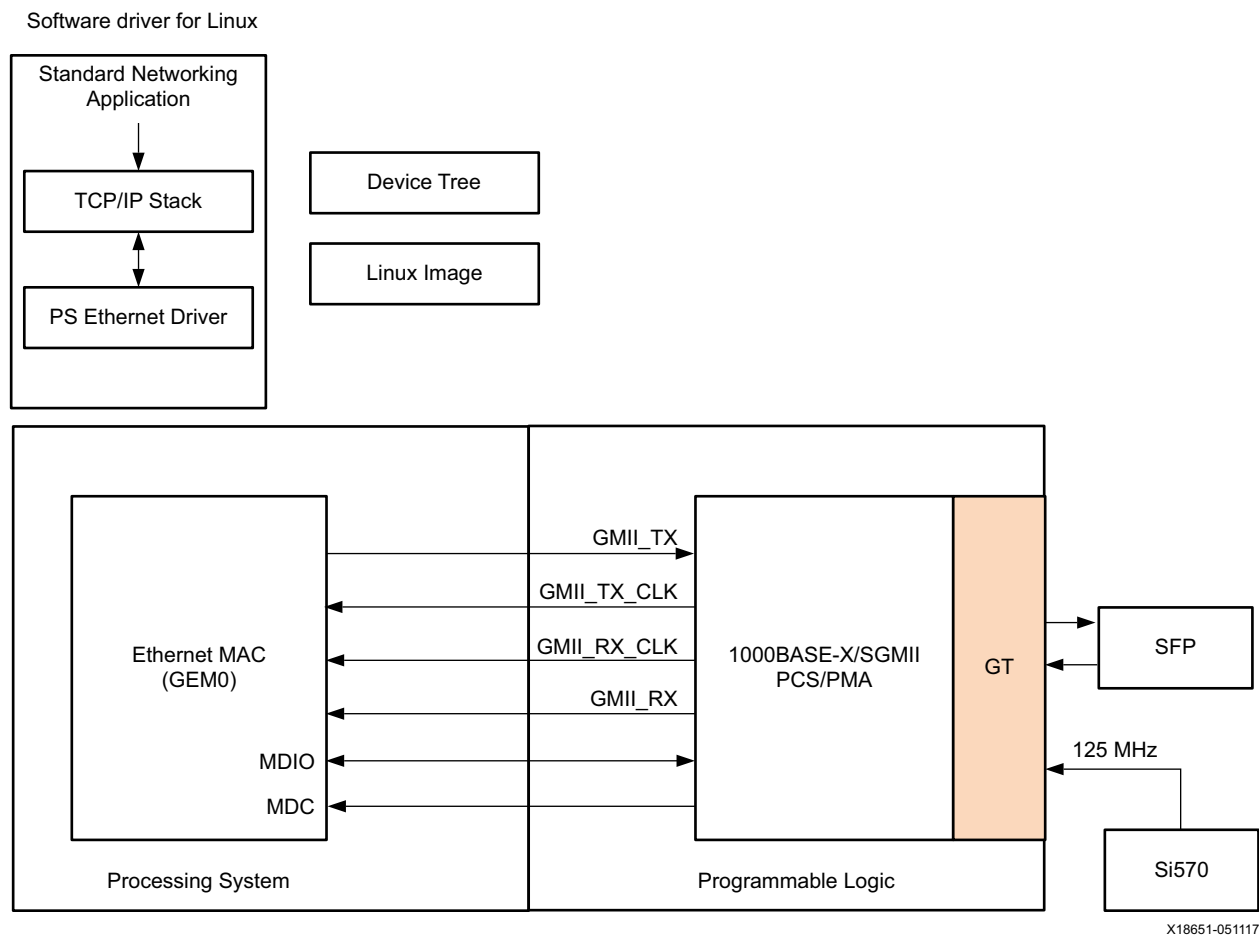 Software driver for Linux
Standard Networking
Application
TCP/IP Stack
PS Ethernet Driver
Device Tree
Linux Image
GMII_TX
GMII_TX_CLK
GMII_RX_CLK
GMII_RX
MDIO
MDC
Ethernet MAC
(GEM0)
1000BASE-X/SGMII
PCS/PMA
GT
SFP
125 MHz
Si570
Processing System
Programmable Logic
X18651-051117